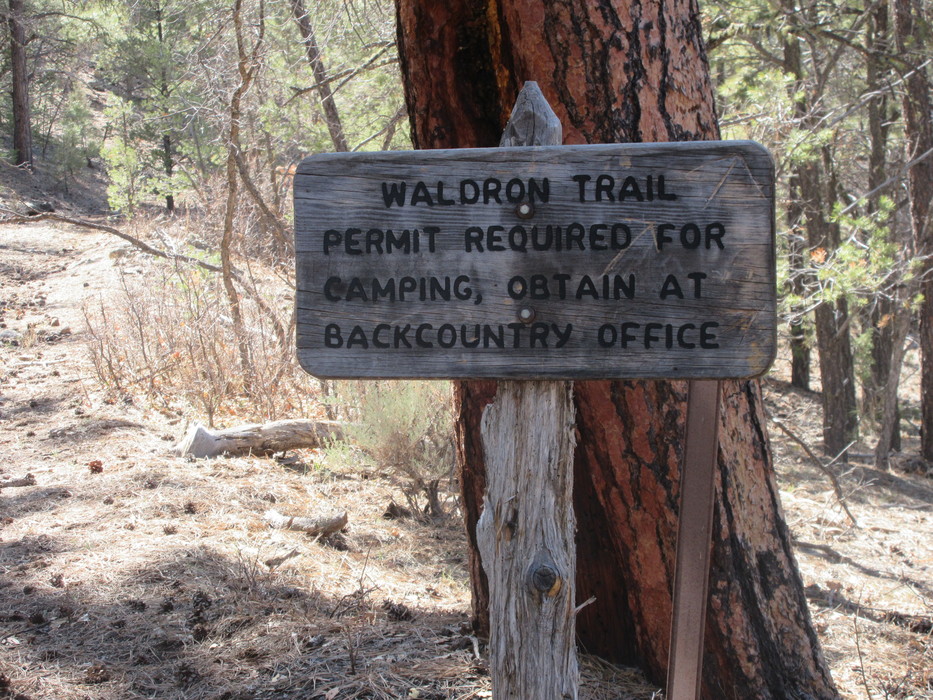 WALDRON TRAIL
PERMIT REQUIRED FOR
CAMPING, OBTAIN AT
BACKCOUNTRY OFFICE